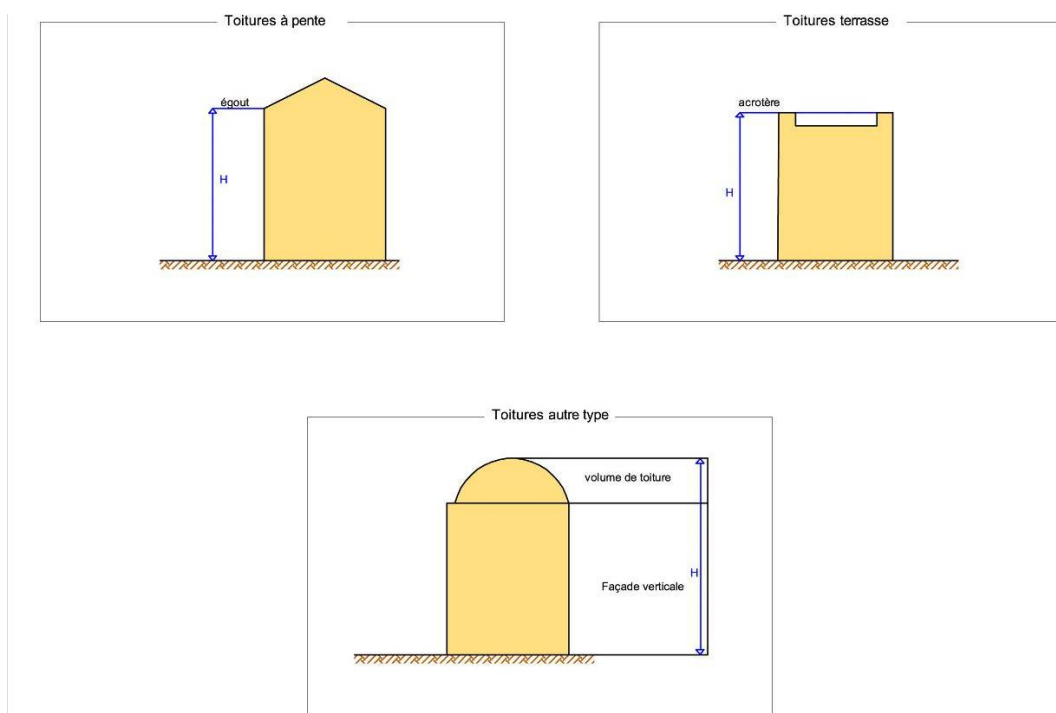 Toitures à pente
égout
H
Toitures terrasse
acrotère
H
Toitures autre type
volume de toiture
H
Façade verticale